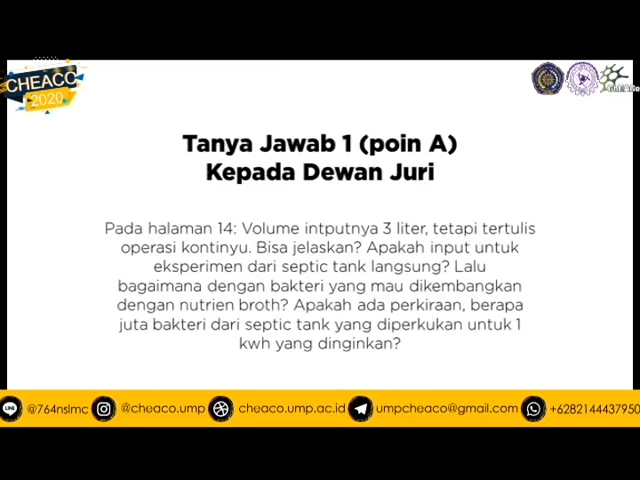 CHEACO
2020
Tanya Jawab 1 (poin A)
Kepada Dewan Juri
Pada halaman 14: Volume intputnya 3 liter, tetapi tertulis
operasi kontinyu. Bisa jelaskan? Apakah input untuk
eksperimen dari septic tank langsung? Lalu
bagaimana dengan bakteri yang mau dikembangkan
dengan nutrien broth? Apakah ada perkiraan, berapa
juta bakteri dari septic tank yang diperkukan untuk 1
kwh yang dinginkan?
@764nslmc
@cheaco.ump
cheaco.ump.ac.id
umpcheaco@gmail.com
+6282144437950